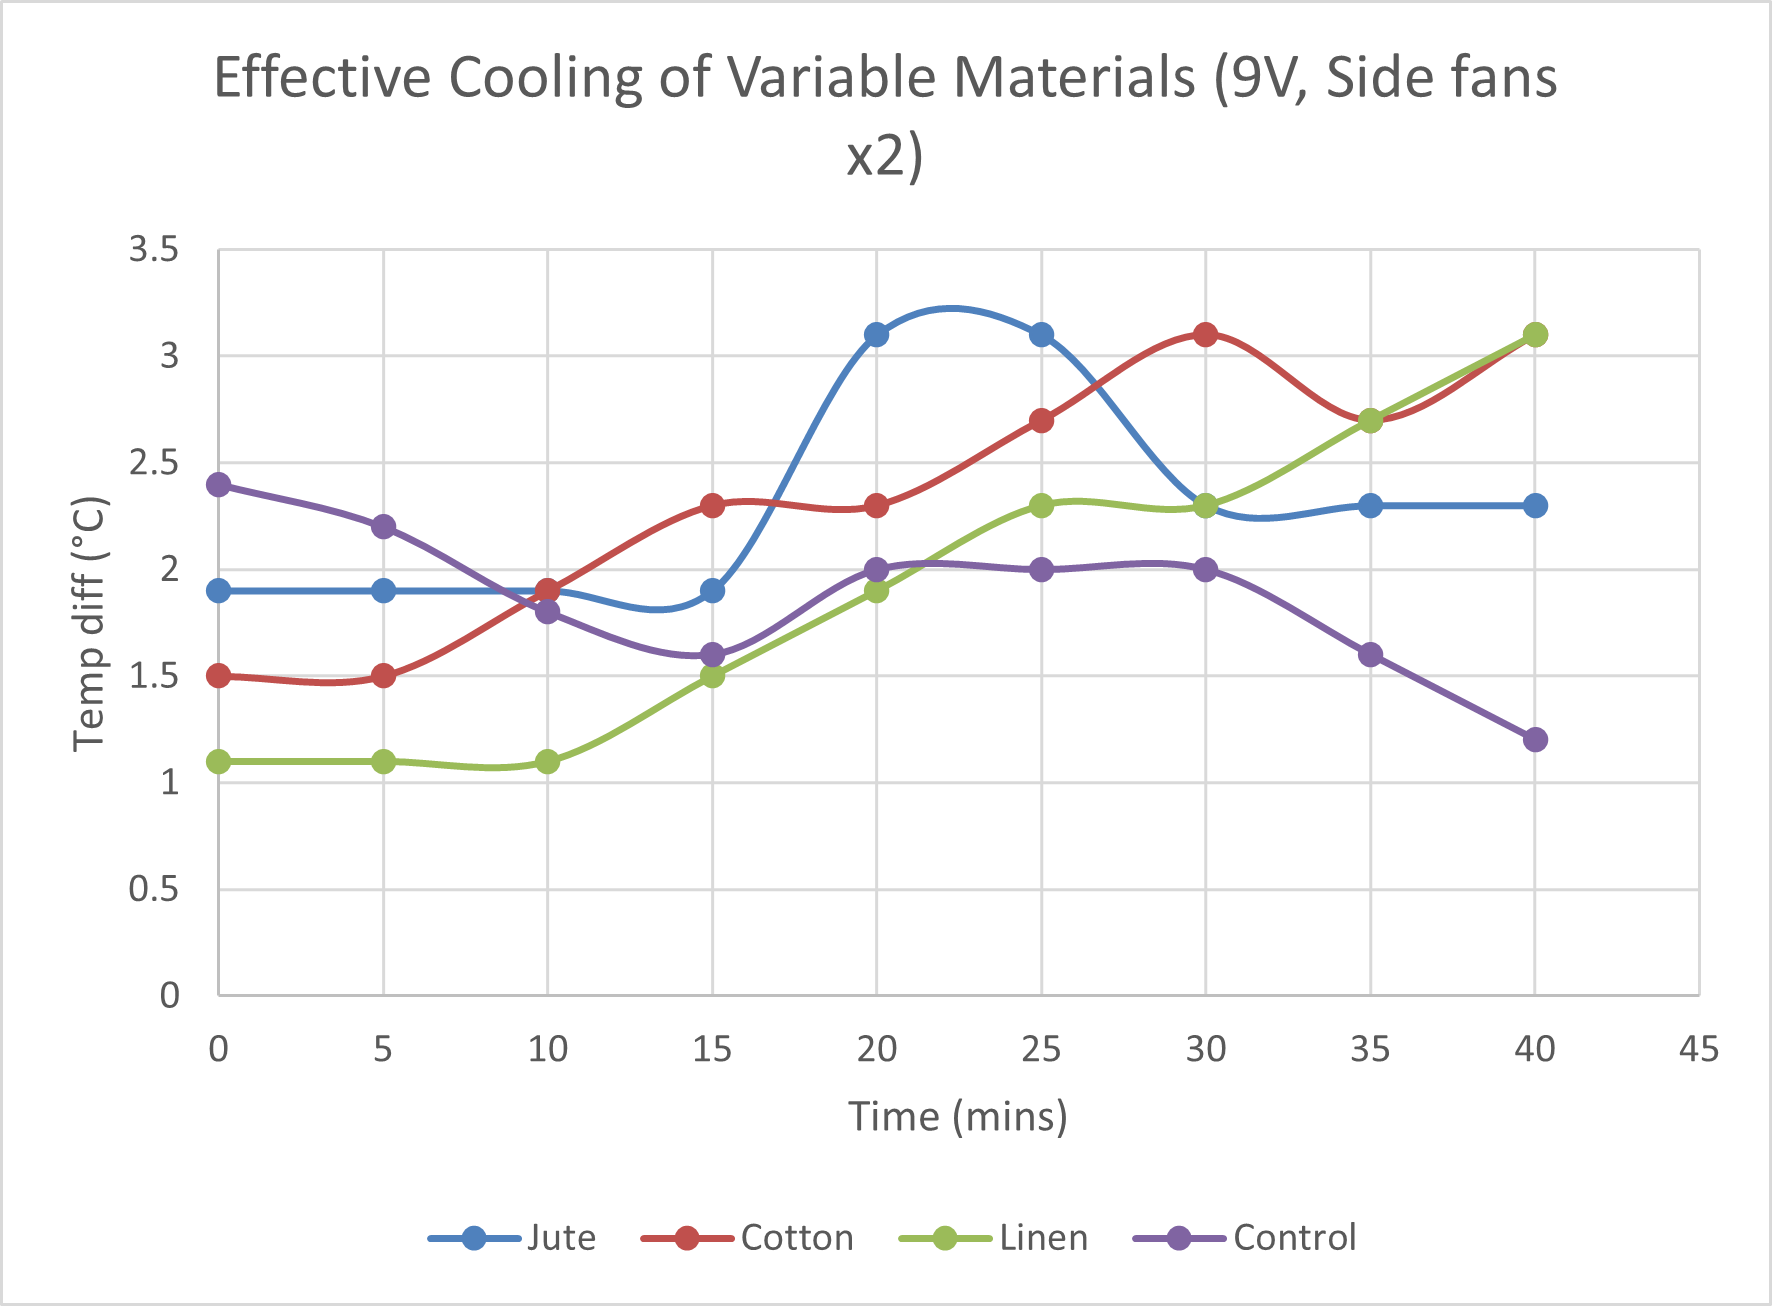 Effective Cooling of Variable Materials (9V, Side fans
x2)
3.5
3
2.5
2
1.5
1
0.5
0
Temp diff (°C)
0 5 10 15 20 25 30 35 40 45
Time (mins)
Jute Cotton Linen Control